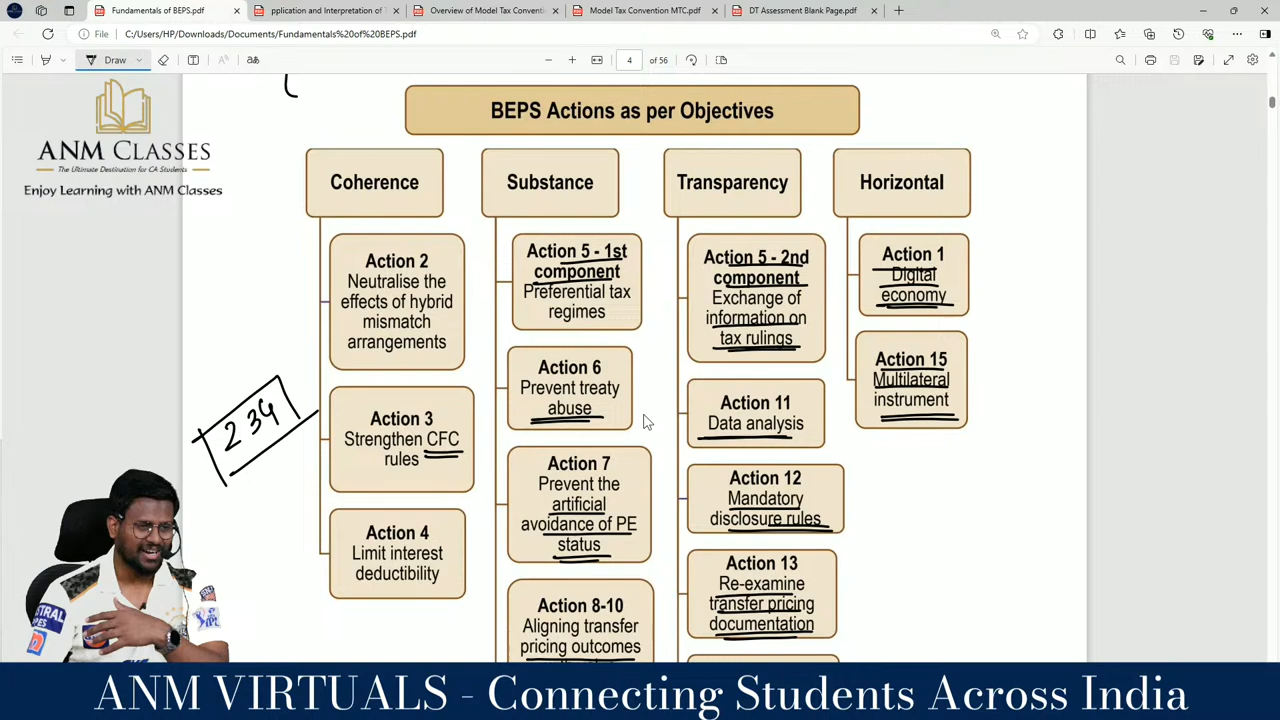 Fundamentals of BEPS.pdf
pplication and Interpretation of T
Overview of Model Tax Conventi
Model Tax Convention MTC.pdf
DT Assessment Blank Page.pdf
File
C:/Users/HP/Downloads/Documents/Fundamentals%20of%20BEPS.pdf
Draw
4 of 56
ANM CLASSES
The Ultimate Destination for CA Students
Enjoy Learning with ANM Classes
BEPS Actions as per Objectives
Coherence
Action 2
Neutralise the
effects of hybrid
mismatch
arrangements
Action 3
Strengthen CFC
rules
Action 4
Limit interest
deductibility
234
Substance
Action 5 - 1st
component
Preferential tax
regimes
Action 6
Prevent treaty
abuse
Action 7
Prevent the
artificial
avoidance of PE
status
Action 8-10
Aligning transfer
pricing outcomes
Transparency
Action 5 - 2nd
component
Exchange of
information on
tax rulings
Action 11
Data analysis
Action 12
Mandatory
disclosure rules
Action 13
Re-examine
transfer pricing
documentation
Horizontal
Action 1
Digital
economy
Action 15
Multilateral
instrument
ANM VIRTUALS - Connecting Students Across India